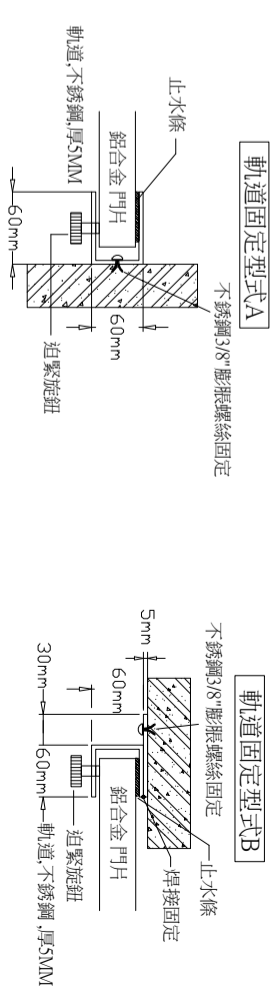 軌道固定型式A
不銹鋼3/8"膨脹螺絲固定
止水條
鋁合金 門片
軌道,不銹鋼,厚5MM
60mm
60mm
迫緊旋鈕
軌道固定型式B
不銹鋼3/8"膨脹螺絲固定
止水條
焊接固定
5mm
60mm
鋁合金 門片
30mm
60mm
迫緊旋鈕
軌道,不銹鋼,厚5MM